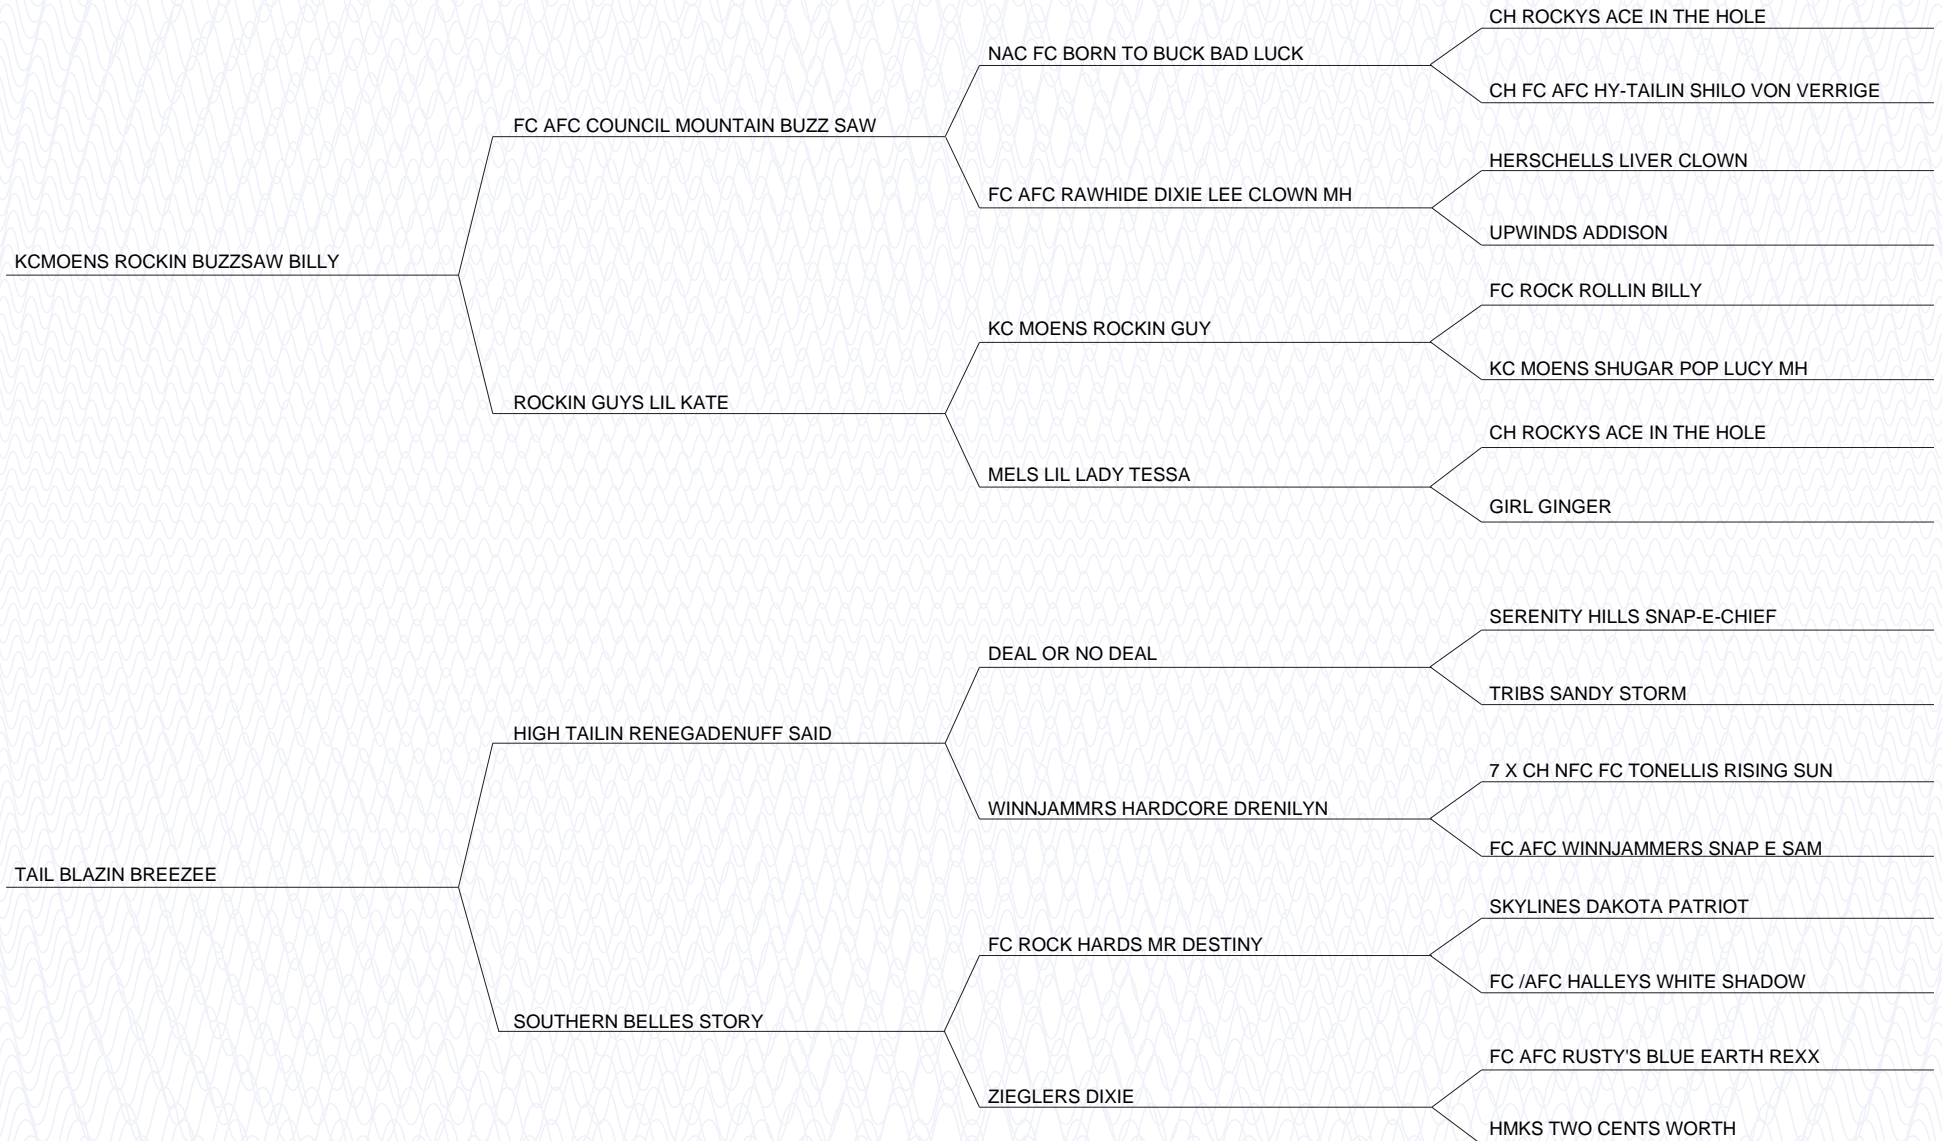 CH ROCKYS ACE IN THE HOLE
NAC FC BORN TO BUCK BAD LUCK
CH FC AFC HY-TAILIN SHILO VON VERRIGE
FC AFC COUNCIL MOUNTAIN BUZZ SAW
HERSCHELLS LIVER CLOWN
FC AFC RAWHIDE DIXIE LEE CLOWN MH
UPWINDS ADDISON
KCMOENS ROCKIN BUZZSAW BILLY
FC ROCK ROLLIN BILLY
KC MOENS ROCKIN GUY
KC MOENS SHUGAR POP LUCY MH
ROCKIN GUYS LIL KATE
CH ROCKYS ACE IN THE HOLE
MELS LIL LADY TESSA
GIRL GINGER
SERENITY HILLS SNAP-E-CHIEF
DEAL OR NO DEAL
TRIBS SANDY STORM
HIGH TAILIN RENEGADENUFF SAID
7 X CH NFC FC TONELLIS RISING SUN
WINNJAMMRS HARDCORE DRENILYN
FC AFC WINNJAMMERS SNAP E SAM
TAIL BLAZIN BREEZEE
SKYLINES DAKOTA PATRIOT
FC ROCK HARDS MR DESTINY
FC /AFC HALLEYS WHITE SHADOW
SOUTHERN BELLES STORY
FC AFC RUSTY'S BLUE EARTH REXX
ZIEGLERS DIXIE
HMKS TWO CENTS WORTH